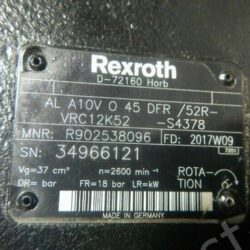 Rexroth
D-72160 Horb
AL A10V O 45 DFR /52R-
VRC12K52 -S4378
MNR: R902538096 FD: 2017W09
7251
SN: 34966121
Vg= 37 cm³ n=2600 min⁻¹ ROTA-
TION
DR= bar FR=18 bar LR=kW
MADE IN GERMANY